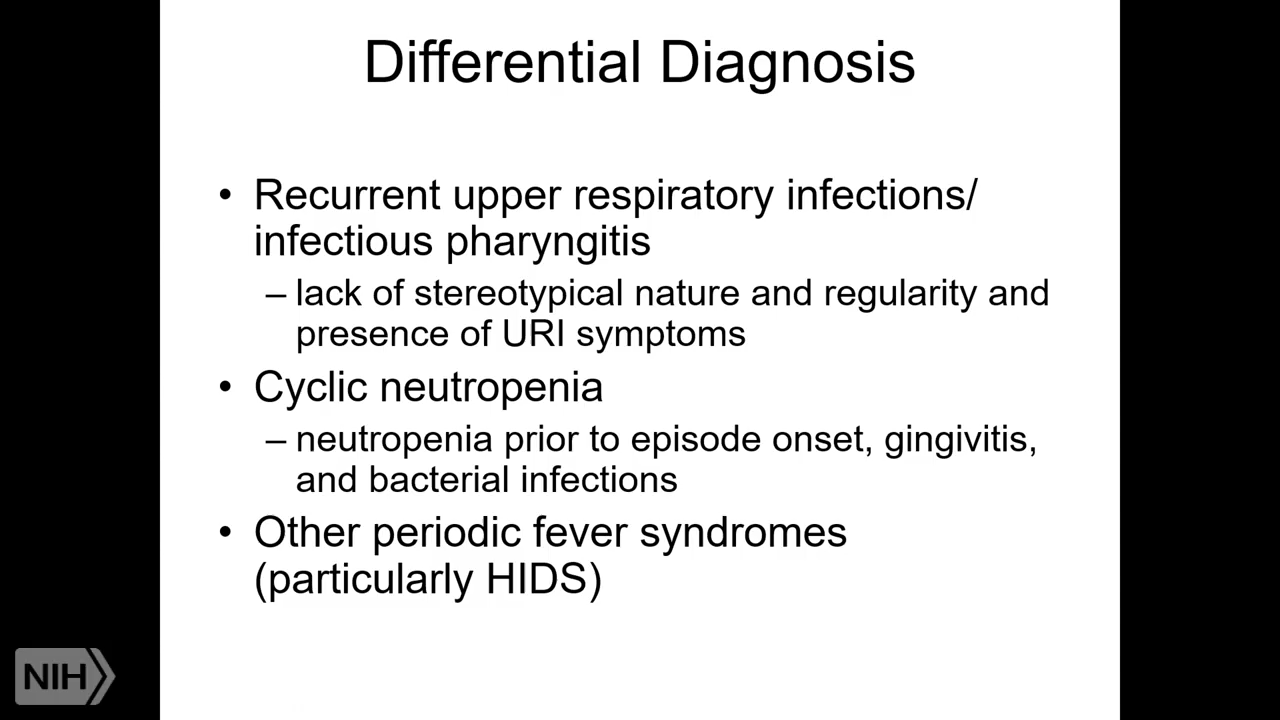 Differential Diagnosis
• Recurrent upper respiratory infections/
infectious pharyngitis
– lack of stereotypical nature and regularity and
presence of URI symptoms
• Cyclic neutropenia
– neutropenia prior to episode onset, gingivitis,
and bacterial infections
• Other periodic fever syndromes
(particularly HIDS)
NIH